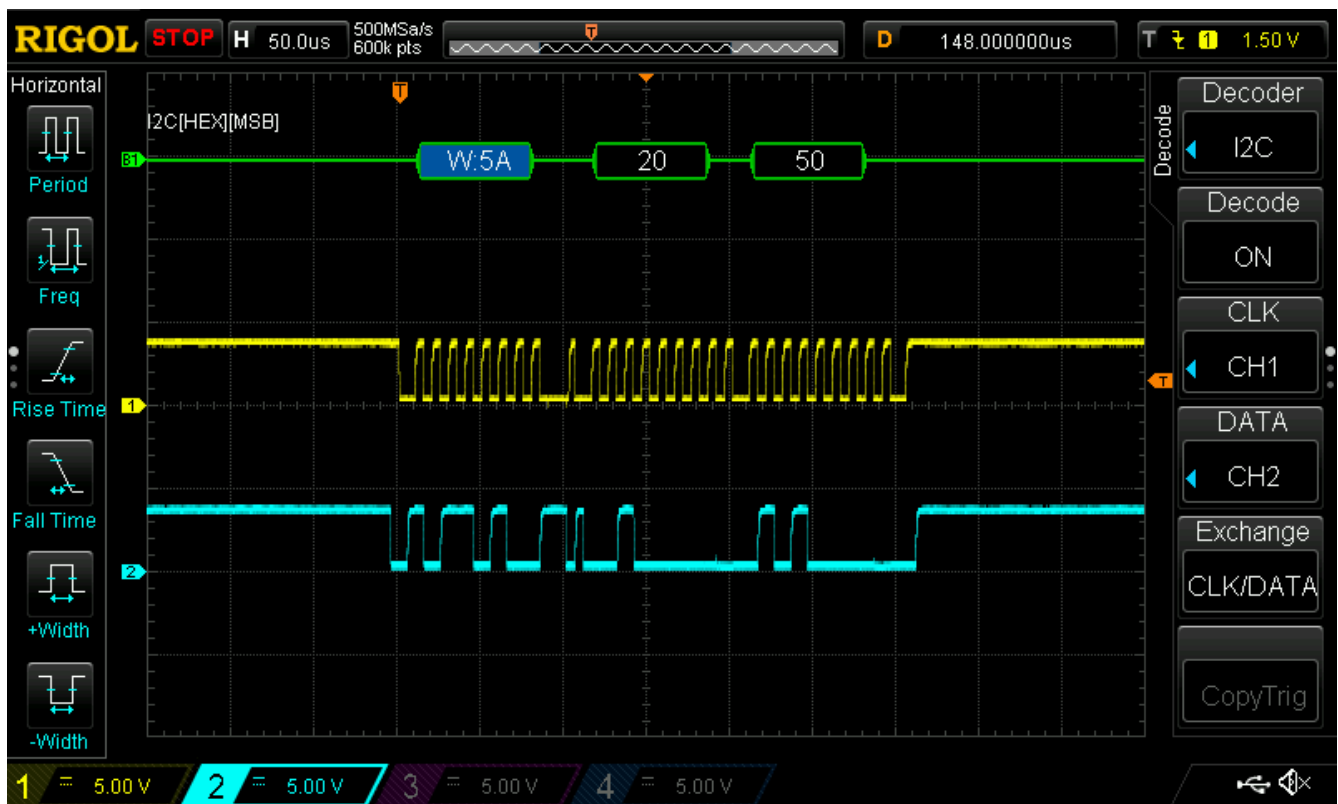 RIGOL STOP H 50.0us 500MSa/s 600k pts T D 148.000000us T 1 1.50 V
Horizontal
Period
Freq
Rise Time
Fall Time
+Width
-Width
T
I2C[HEX][MSB]
B1 W:5A 20 50
1
T
2
Decode
Decoder
I2C
Decode
ON
CLK
CH1
DATA
CH2
Exchange
CLK/DATA
CopyTrig
1 = 5.00 V 2 = 5.00 V 3 = 5.00 V 4 = 5.00 V